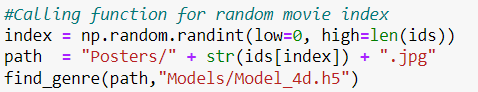 #Calling function for random movie index
index = np.random.randint(low=0, high=len(ids))
path  = "Posters/" + str(ids[index]) + ".jpg"
find_genre(path,"Models/Model_4d.h5")